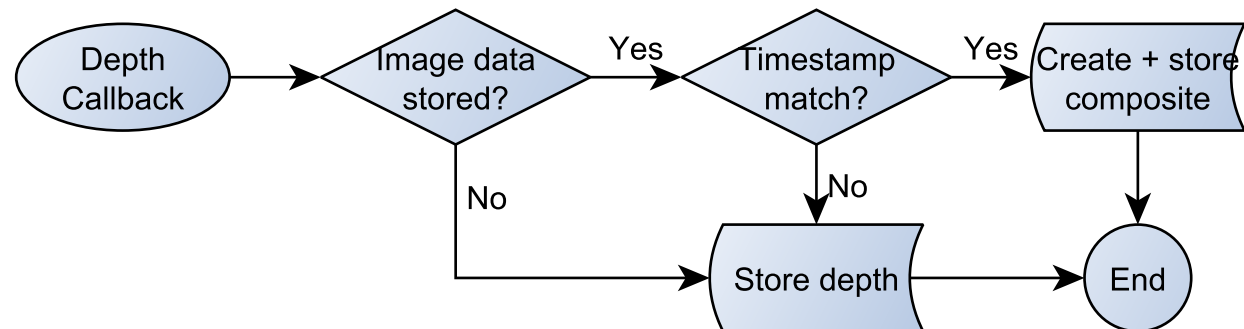 Depth
Callback
Image data
stored?
Yes
Timestamp
match?
Yes
Create + store
composite
No
No
Store depth
End